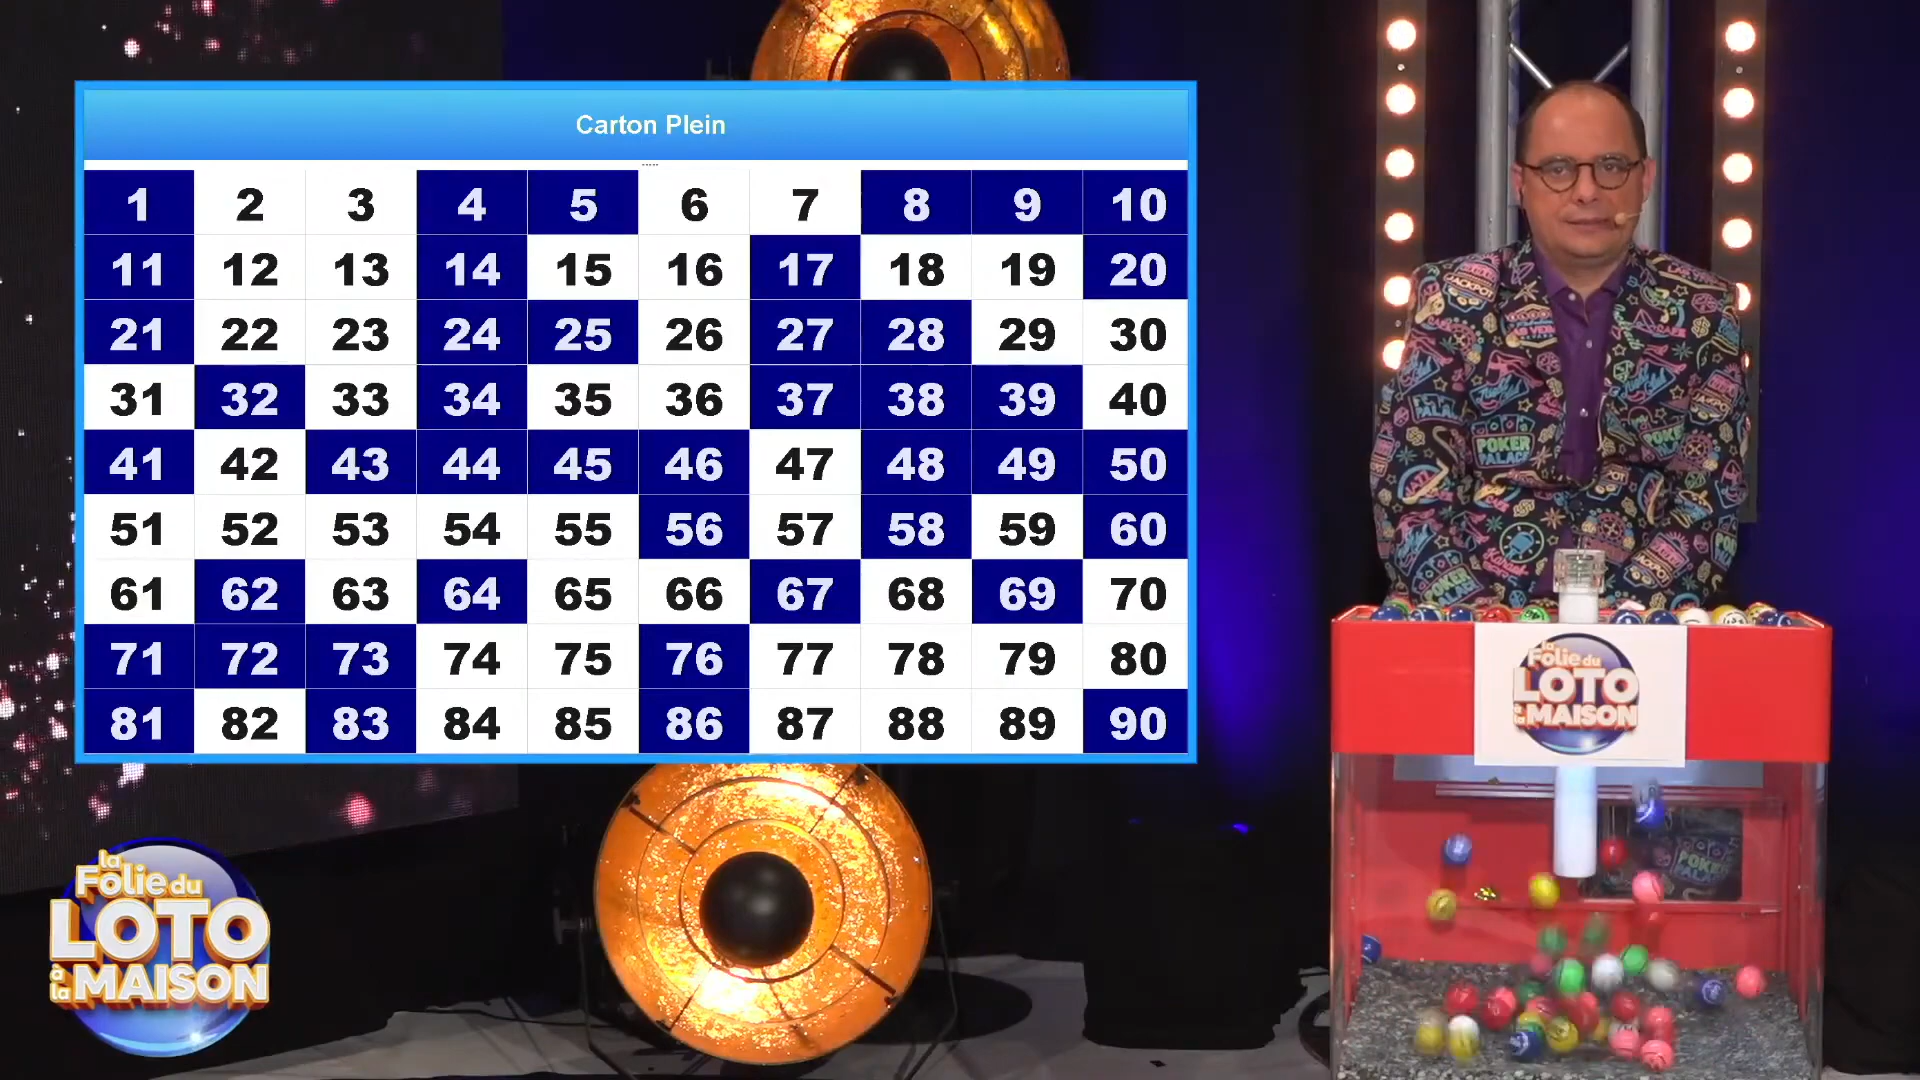 Carton Plein
1 2 3 4 5 6 7 8 9 10
11 12 13 14 15 16 17 18 19 20
21 22 23 24 25 26 27 28 29 30
31 32 33 34 35 36 37 38 39 40
41 42 43 44 45 46 47 48 49 50
51 52 53 54 55 56 57 58 59 60
61 62 63 64 65 66 67 68 69 70
71 72 73 74 75 76 77 78 79 80
81 82 83 84 85 86 87 88 89 90
la
Folie du
LOTO
à la
MAISON
JACKPOT
POKER
PALACE
POKER
la
Folie du
LOTO
à la
MAISON
POKER